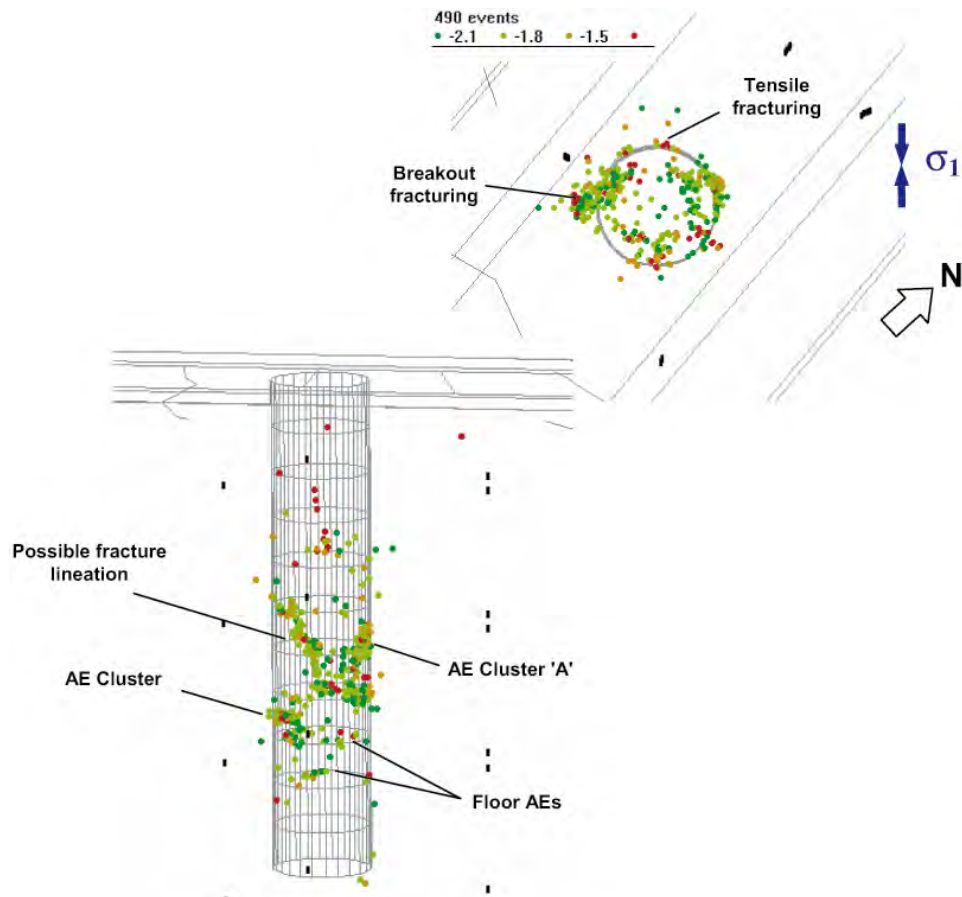 490 events
-2.1 -1.8 -1.5
Tensile
fracturing
Breakout
fracturing
σ1
N
Possible fracture
lineation
AE Cluster
AE Cluster 'A'
Floor AEs